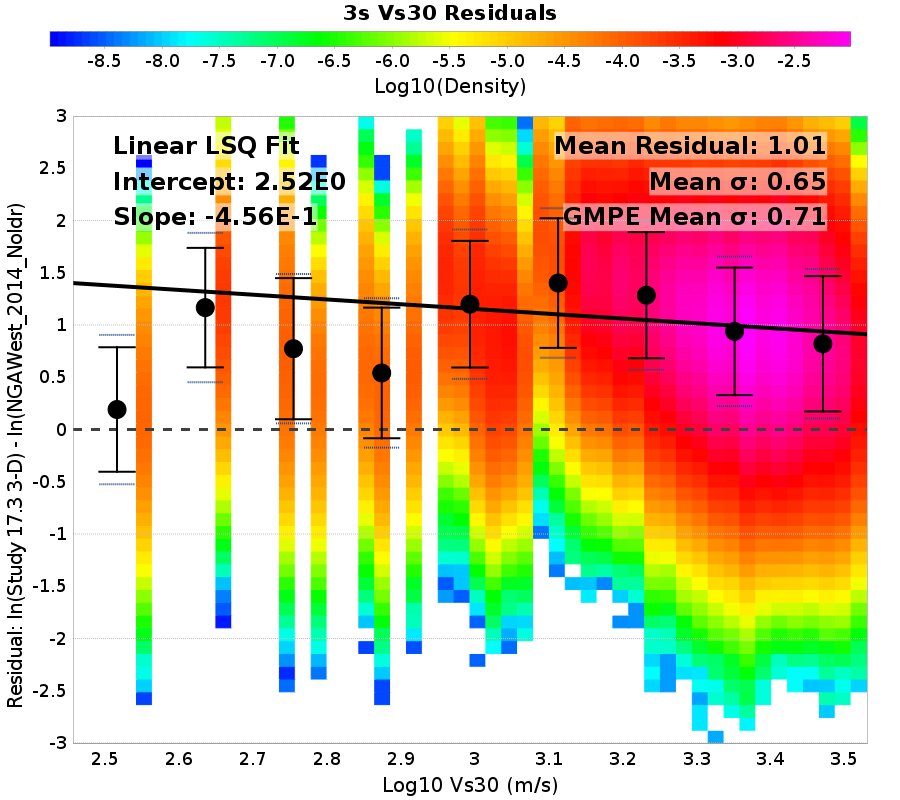 3s Vs30 Residuals
-8.5 -8.0 -7.5 -7.0 -6.5 -6.0 -5.5 -5.0 -4.5 -4.0 -3.5 -3.0 -2.5
Log10(Density)
Linear LSQ Fit
Intercept: 2.52E0
Slope: -4.56E-1
Mean Residual: 1.01
Mean σ: 0.65
GMPE Mean σ: 0.71
Residual: ln(Study 17.3 3-D) - ln(NGAWest_2014_NoIdr)
3
2.5
2
1.5
1
0.5
0
-0.5
-1
-1.5
-2
-2.5
-3
2.5 2.6 2.7 2.8 2.9 3 3.1 3.2 3.3 3.4 3.5
Log10 Vs30 (m/s)